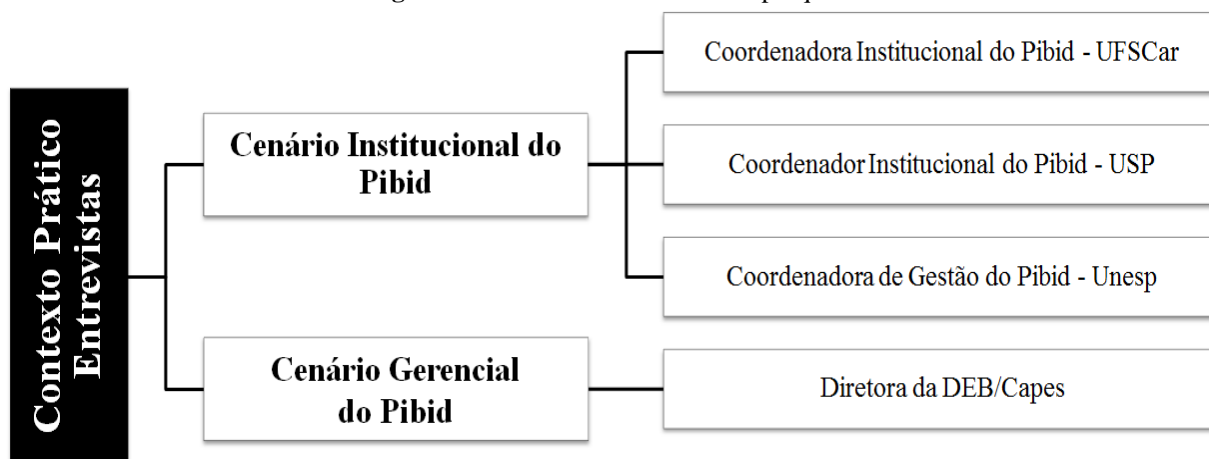 Contexto Prático
Entrevistas
Cenário Institucional do
Pibid
Coordenadora Institucional do Pibid - UFSCar
Coordenador Institucional do Pibid - USP
Coordenadora de Gestão do Pibid - Unesp
Cenário Gerencial
do Pibid
Diretora da DEB/Capes